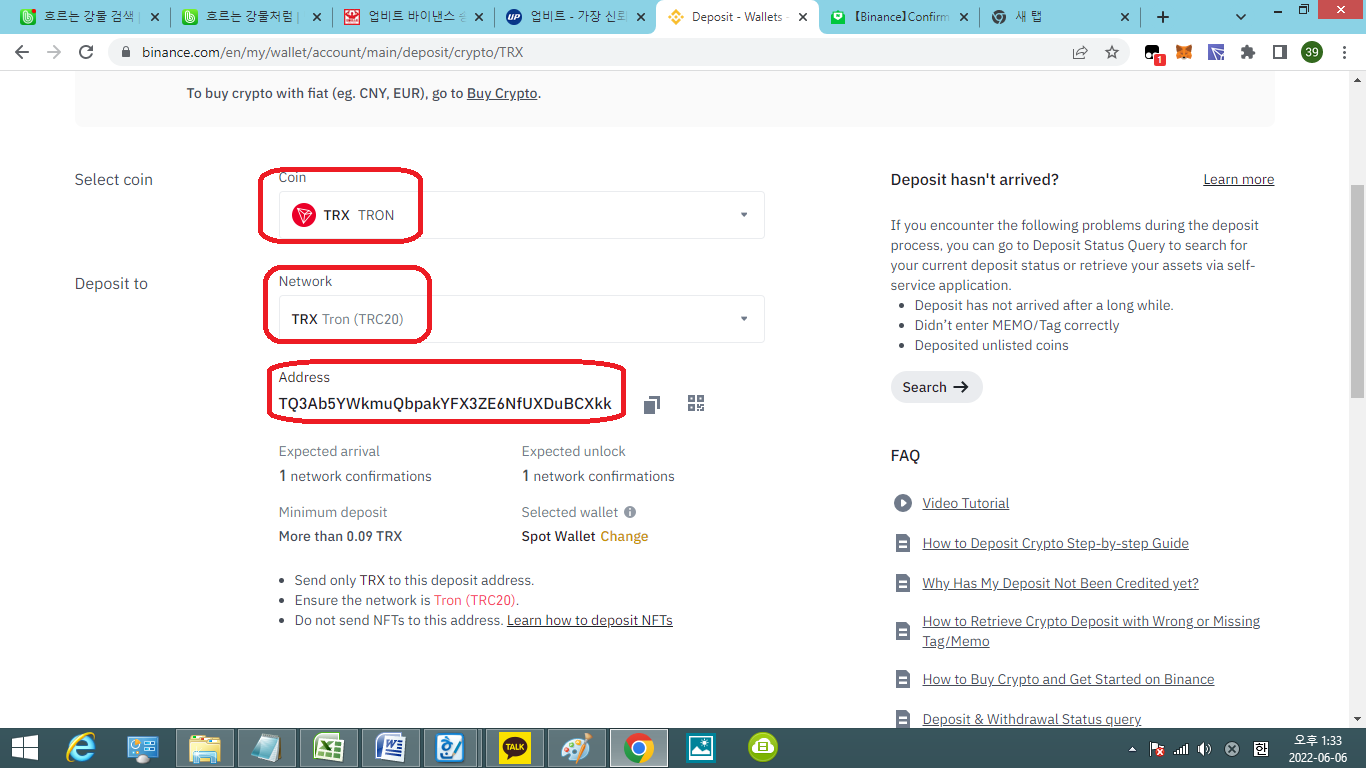 흐르는 강물 검색
흐르는 강물처럼
업비트 바이낸스 송
업비트 - 가장 신뢰
Deposit - Wallets -
【Binance】Confirm
새 탭
binance.com/en/my/wallet/account/main/deposit/crypto/TRX
1
39
To buy crypto with fiat (eg. CNY, EUR), go to Buy Crypto.
Select coin
Coin
TRX TRON
Deposit to
Network
TRX Tron (TRC20)
Address
TQ3Ab5YWkmuQbpakYFX3ZE6NfUXDuBCXkk
Expected arrival
1 network confirmations
Expected unlock
1 network confirmations
Minimum deposit
More than 0.09 TRX
Selected wallet
Spot Wallet Change
Send only TRX to this deposit address.
Ensure the network is Tron (TRC20).
Do not send NFTs to this address. Learn how to deposit NFTs
Deposit hasn't arrived?
Learn more
If you encounter the following problems during the deposit
process, you can go to Deposit Status Query to search for
your current deposit status or retrieve your assets via self-
service application.
Deposit has not arrived after a long while.
Didn't enter MEMO/Tag correctly
Deposited unlisted coins
Search
FAQ
Video Tutorial
How to Deposit Crypto Step-by-step Guide
Why Has My Deposit Not Been Credited yet?
How to Retrieve Crypto Deposit with Wrong or Missing
Tag/Memo
How to Buy Crypto and Get Started on Binance
Deposit & Withdrawal Status query
TALK
한
오후 1:33
2022-06-06